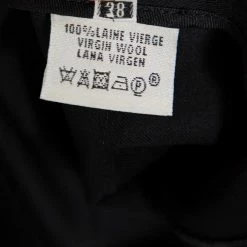 38
100% LAINE VIERGE
VIRGIN WOOL
LANA VIRGEN
P